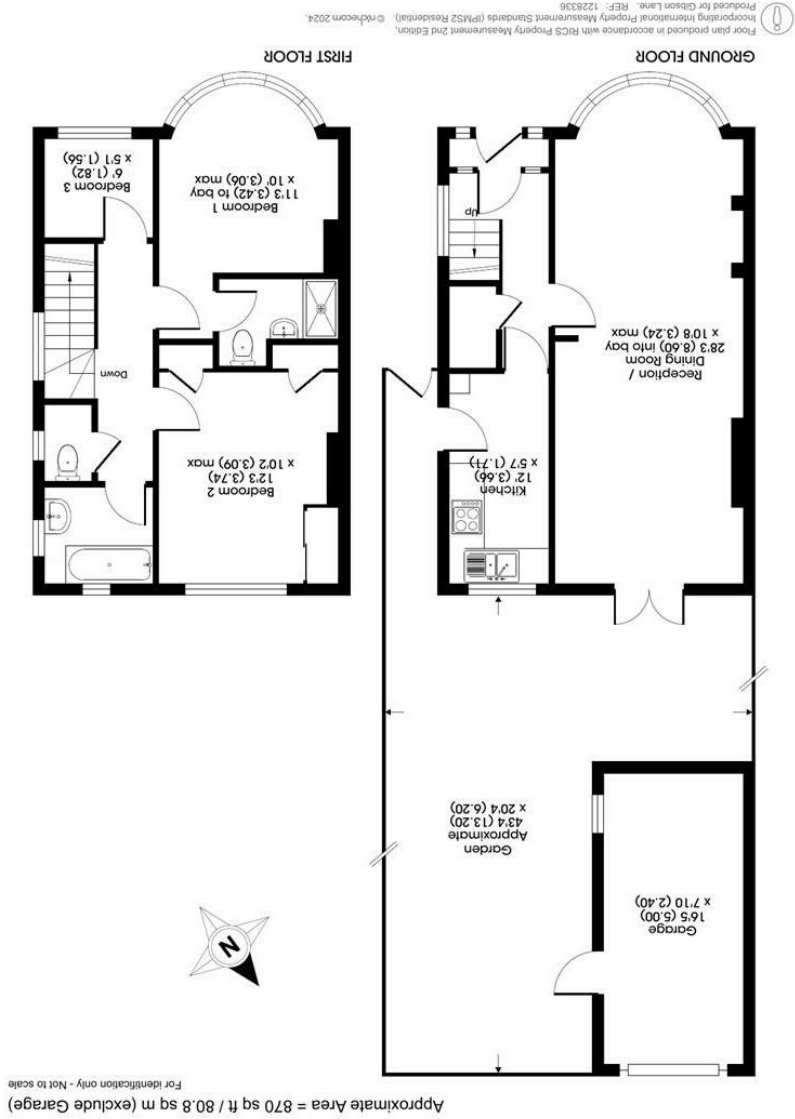 Approximate Area = 870 sq ft / 80.8 sq m (exclude Garage)
For identification only - Not to scale
N
Garage
16'5 (5.00)
x 7'10 (2.40)
Garden
Approximate
43'4 (13.20)
x 20'4 (6.20)
Kitchen
12' (3.66)
x 5'7 (1.71)
Reception /
Dining Room
28'3 (8.60) into bay
x 10'8 (3.24) max
Up
GROUND FLOOR
Bedroom 2
12'3 (3.74)
x 10'2 (3.09) max
Down
Bedroom 1
11'3 (3.42) to bay
x 10' (3.06) max
Bedroom 3
6' (1.82)
x 5'1 (1.56)
FIRST FLOOR
Floor plan produced in accordance with RICS Property Measurement 2nd Edition,
Incorporating International Property Measurement Standards (IPMS2 Residential). ©nichecom 2024.
Produced for Gibson Lane. REF: 1228336